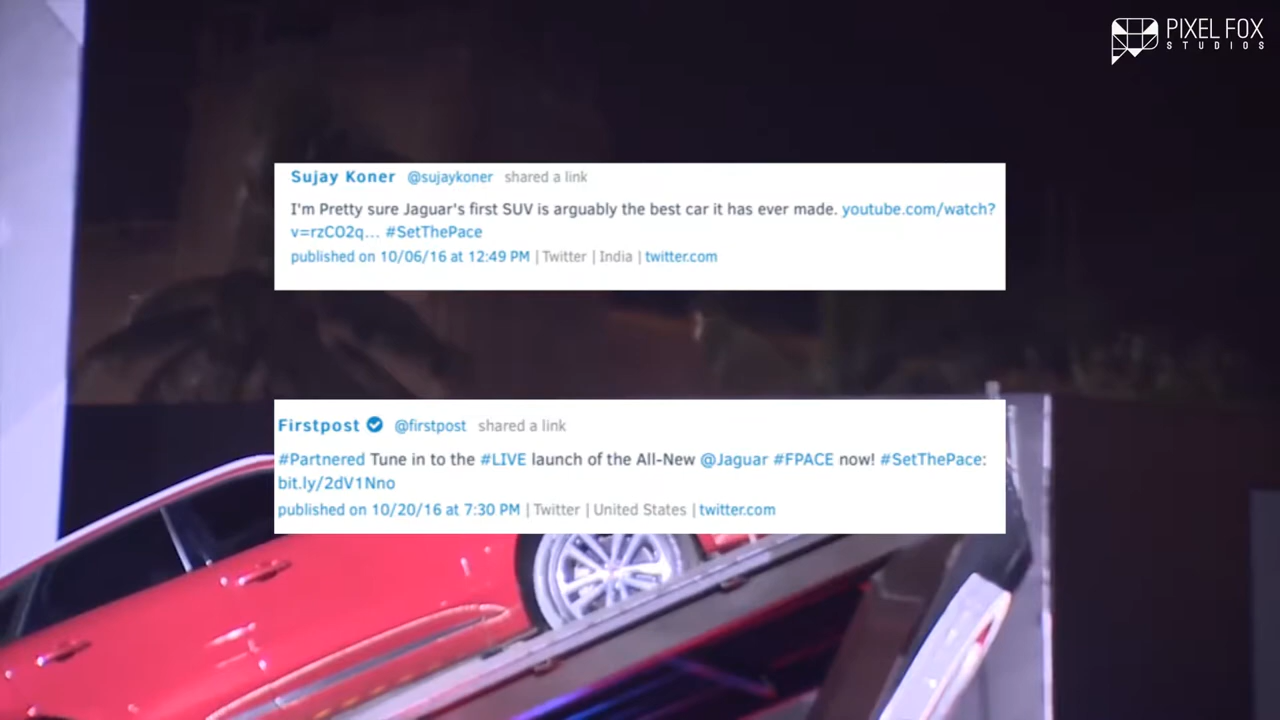 PIXEL FOX
STUDIOS
Sujay Koner @sujaykoner shared a link
I'm Pretty sure Jaguar's first SUV is arguably the best car it has ever made. youtube.com/watch?
v=rzCO2q... #SetThePace
published on 10/06/16 at 12:49 PM | Twitter | India | twitter.com
Firstpost @firstpost shared a link
#Partnered Tune in to the #LIVE launch of the All-New @Jaguar #FPACE now! #SetThePace:
bit.ly/2dV1Nno
published on 10/20/16 at 7:30 PM | Twitter | United States | twitter.com